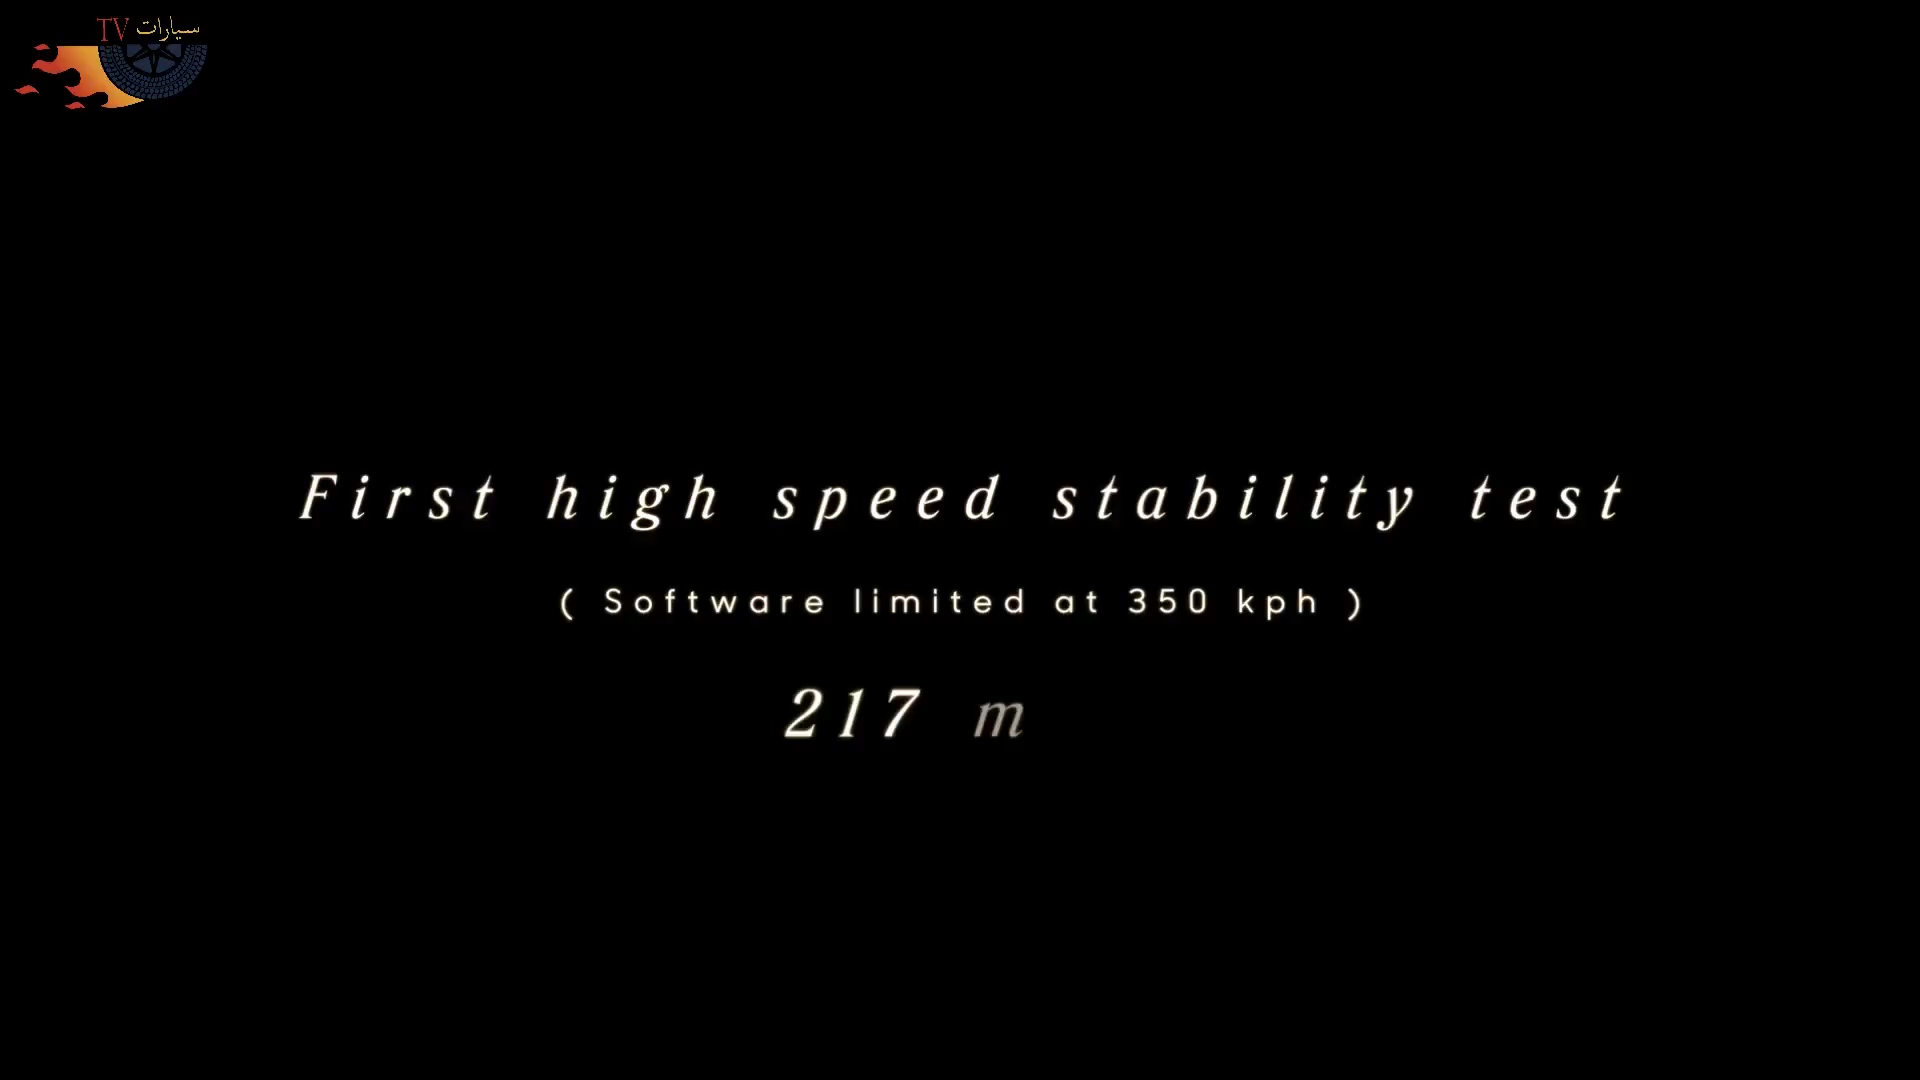 TV سيارات
First high speed stability test
( Software limited at 350 kph )
217 m